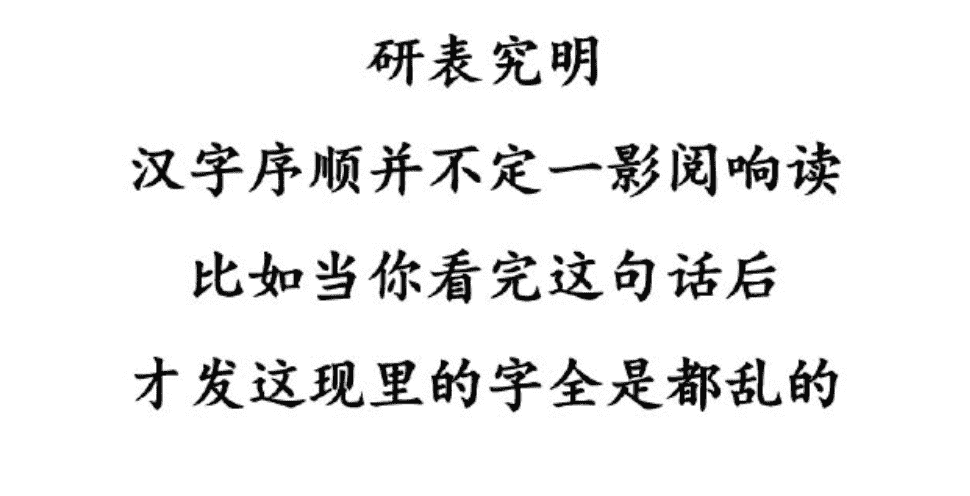 研表究明
汉字序顺并不定一影阅响读
比如当你看完这句话后
才发这现里的字全是都乱的